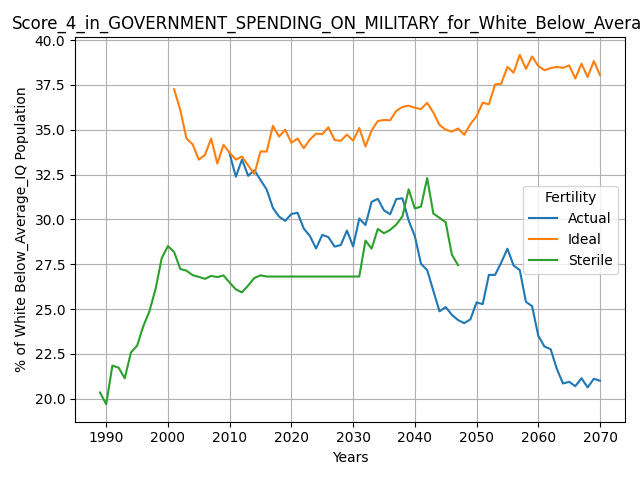 Score_4_in_GOVERNMENT_SPENDING_ON_MILITARY_for_White_Below_Avera
% of White Below_Average_IQ Population
40.0
37.5
35.0
32.5
30.0
27.5
25.0
22.5
20.0
Fertility
Actual
Ideal
Sterile
1990 2000 2010 2020 2030 2040 2050 2060 2070
Years